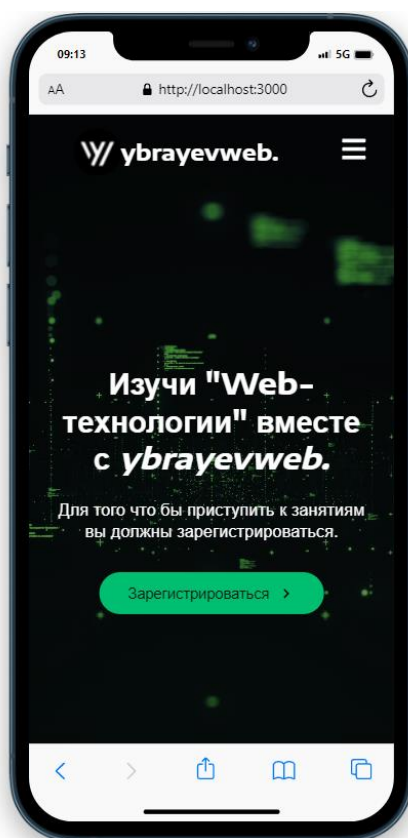 09:13
5G
AA
http://localhost:3000
ybrayevweb.
Изучи "Web-
технологии" вместе
с ybrayevweb.
Для того что бы приступить к занятиям
вы должны зарегистрироваться.
Зарегистрироваться